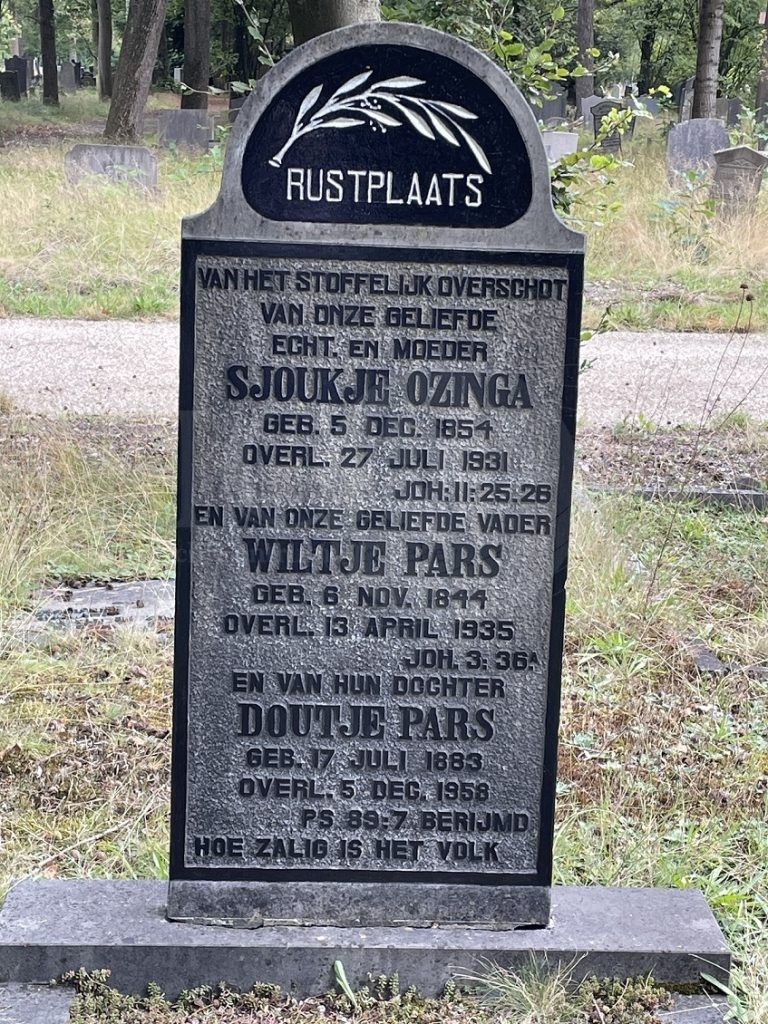 RUSTPLAATS
VAN HET STOFFELIJK OVERSCHOT
VAN ONZE GELIEFDE
ECHT. EN MOEDER
SJOUKJE OZINGA
GEB. 5 DEC. 1854
OVERL. 27 JULI 1931
JOH: 11: 25.26
EN VAN ONZE GELIEFDE VADER
WILTJE PARS
GEB. 6 NOV. 1844
OVERL. 13 APRIL 1935
JOH. 3: 36A
EN VAN HUN DOCHTER
DOUTJE PARS
GEB. 17 JULI 1883
OVERL. 5 DEC. 1958
PS 89:7 BERIJMD
HOE ZALIG IS HET VOLK